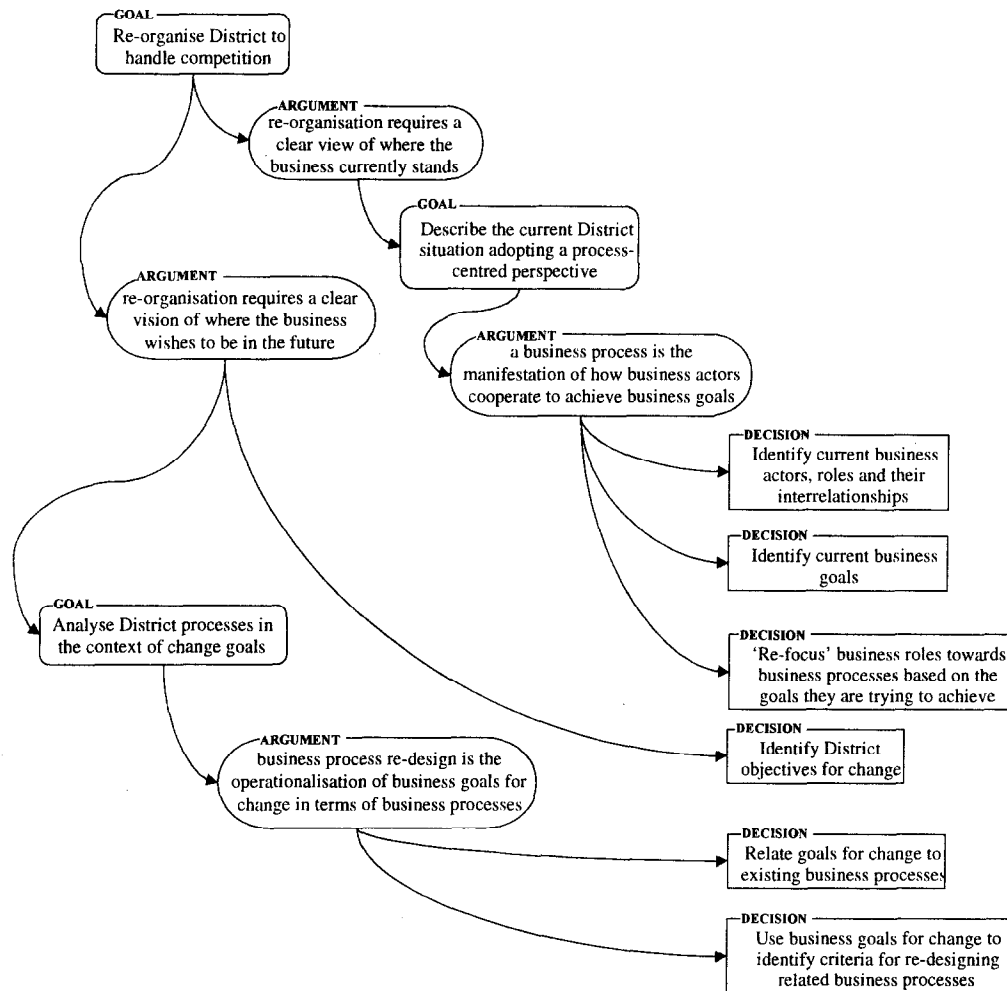 GOAL
Re-organise District to
handle competition
ARGUMENT
re-organisation requires a
clear view of where the
business currently stands
GOAL
Describe the current District
situation adopting a process-
centred perspective
ARGUMENT
re-organisation requires a clear
vision of where the business
wishes to be in the future
ARGUMENT
a business process is the
manifestation of how business actors
cooperate to achieve business goals
DECISION
Identify current business
actors, roles and their
interrelationships
DECISION
Identify current business
goals
GOAL
Analyse District processes in
the context of change goals
DECISION
'Re-focus' business roles towards
business processes based on the
goals they are trying to achieve
DECISION
Identify District
objectives for change
ARGUMENT
business process re-design is the
operationalisation of business goals for
change in terms of business processes
DECISION
Relate goals for change to
existing business processes
DECISION
Use business goals for change to
identify criteria for re-designing
related business processes